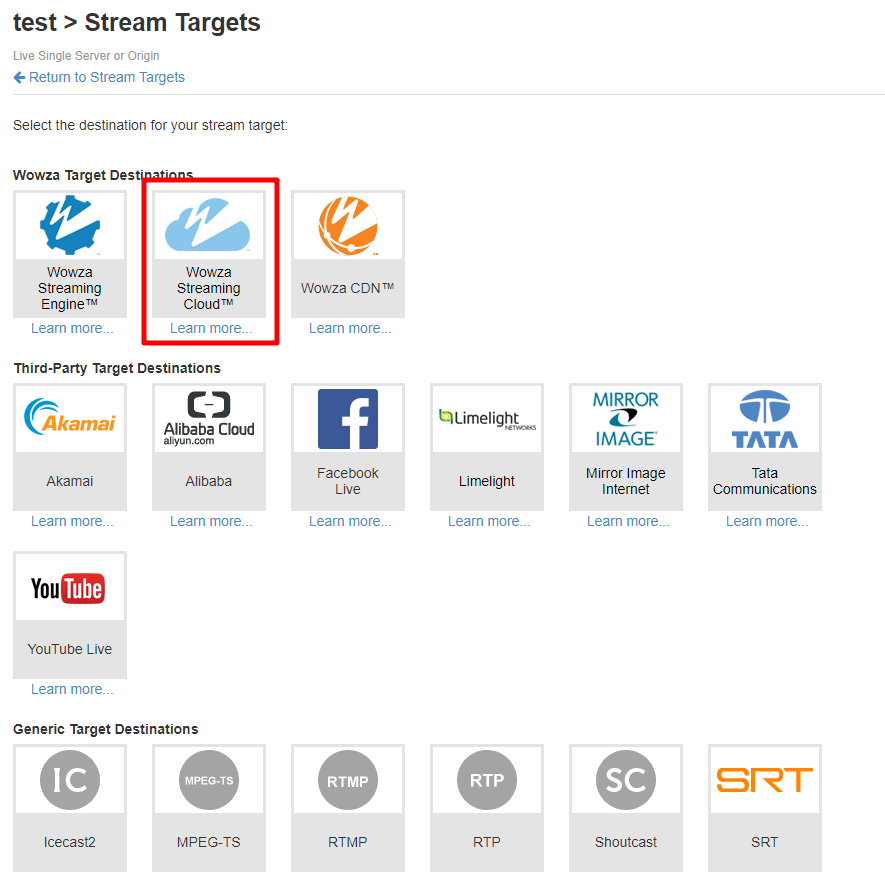 test > Stream Targets
Live Single Server or Origin
Return to Stream Targets
Select the destination for your stream target:
Wowza Target Destinations
Wowza
Streaming
Engine™
Learn more...
Wowza
Streaming
Cloud™
Learn more...
Wowza CDN™
Learn more...
Third-Party Target Destinations
Akamai
Akamai
Learn more...
Alibaba Cloud
aliyun.com
Alibaba
Learn more...
Facebook
Live
Learn more...
Limelight
NETWORKS
Limelight
Learn more...
MIRROR
IMAGE
Mirror Image
Internet
Learn more...
TATA
Tata
Communications
Learn more...
YouTube
YouTube Live
Learn more...
Generic Target Destinations
IC
Icecast2
MPEG-TS
MPEG-TS
RTMP
RTMP
RTP
RTP
SC
Shoutcast
SRT
SRT